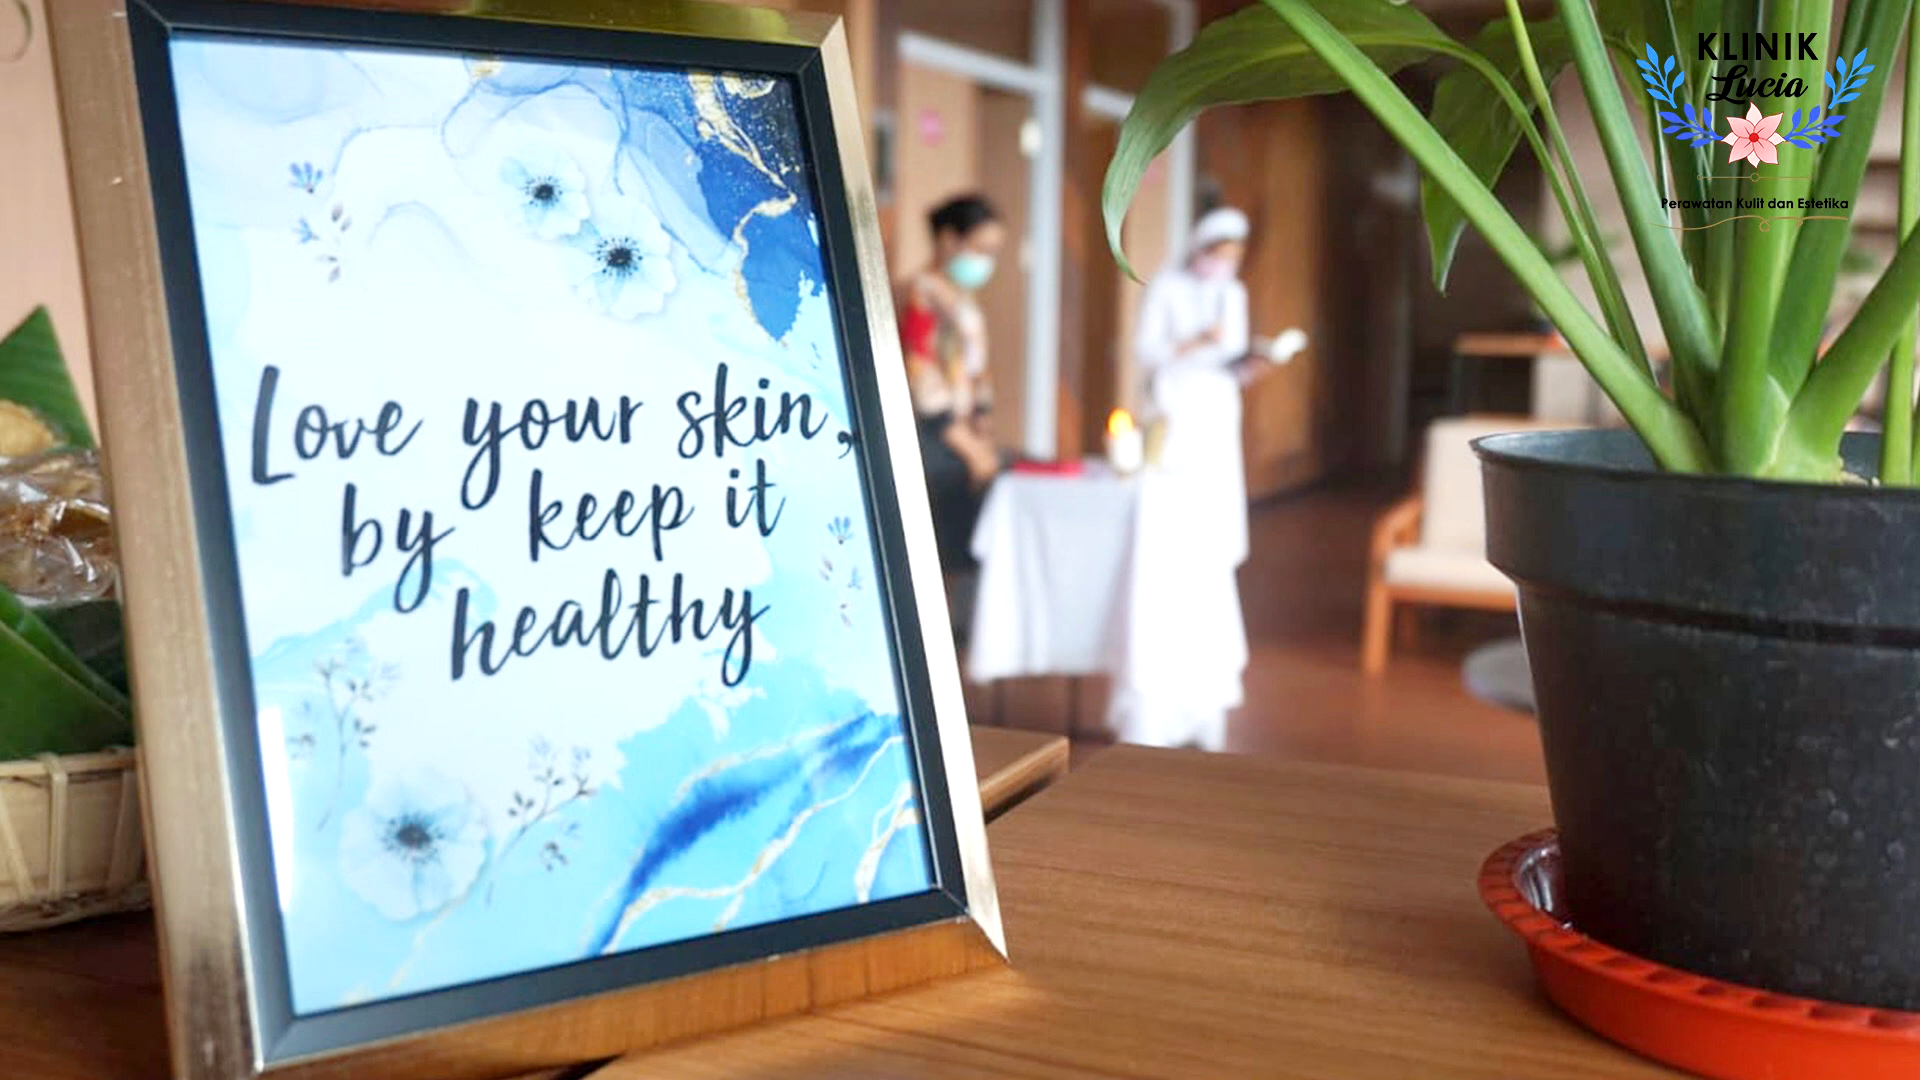 Love your skin,
by keep it
healthy
KLINIK
Lucia
Perawatan Kulit dan Estetika